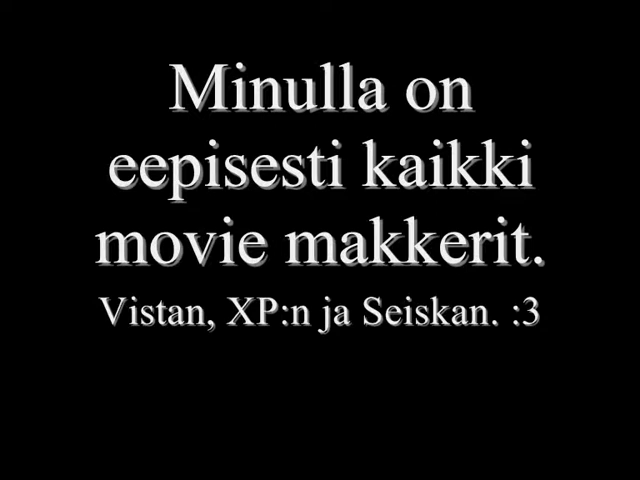 Minulla on
eepisesti kaikki
movie makkerit.
Vistan, XP:n ja Seiskan. :3